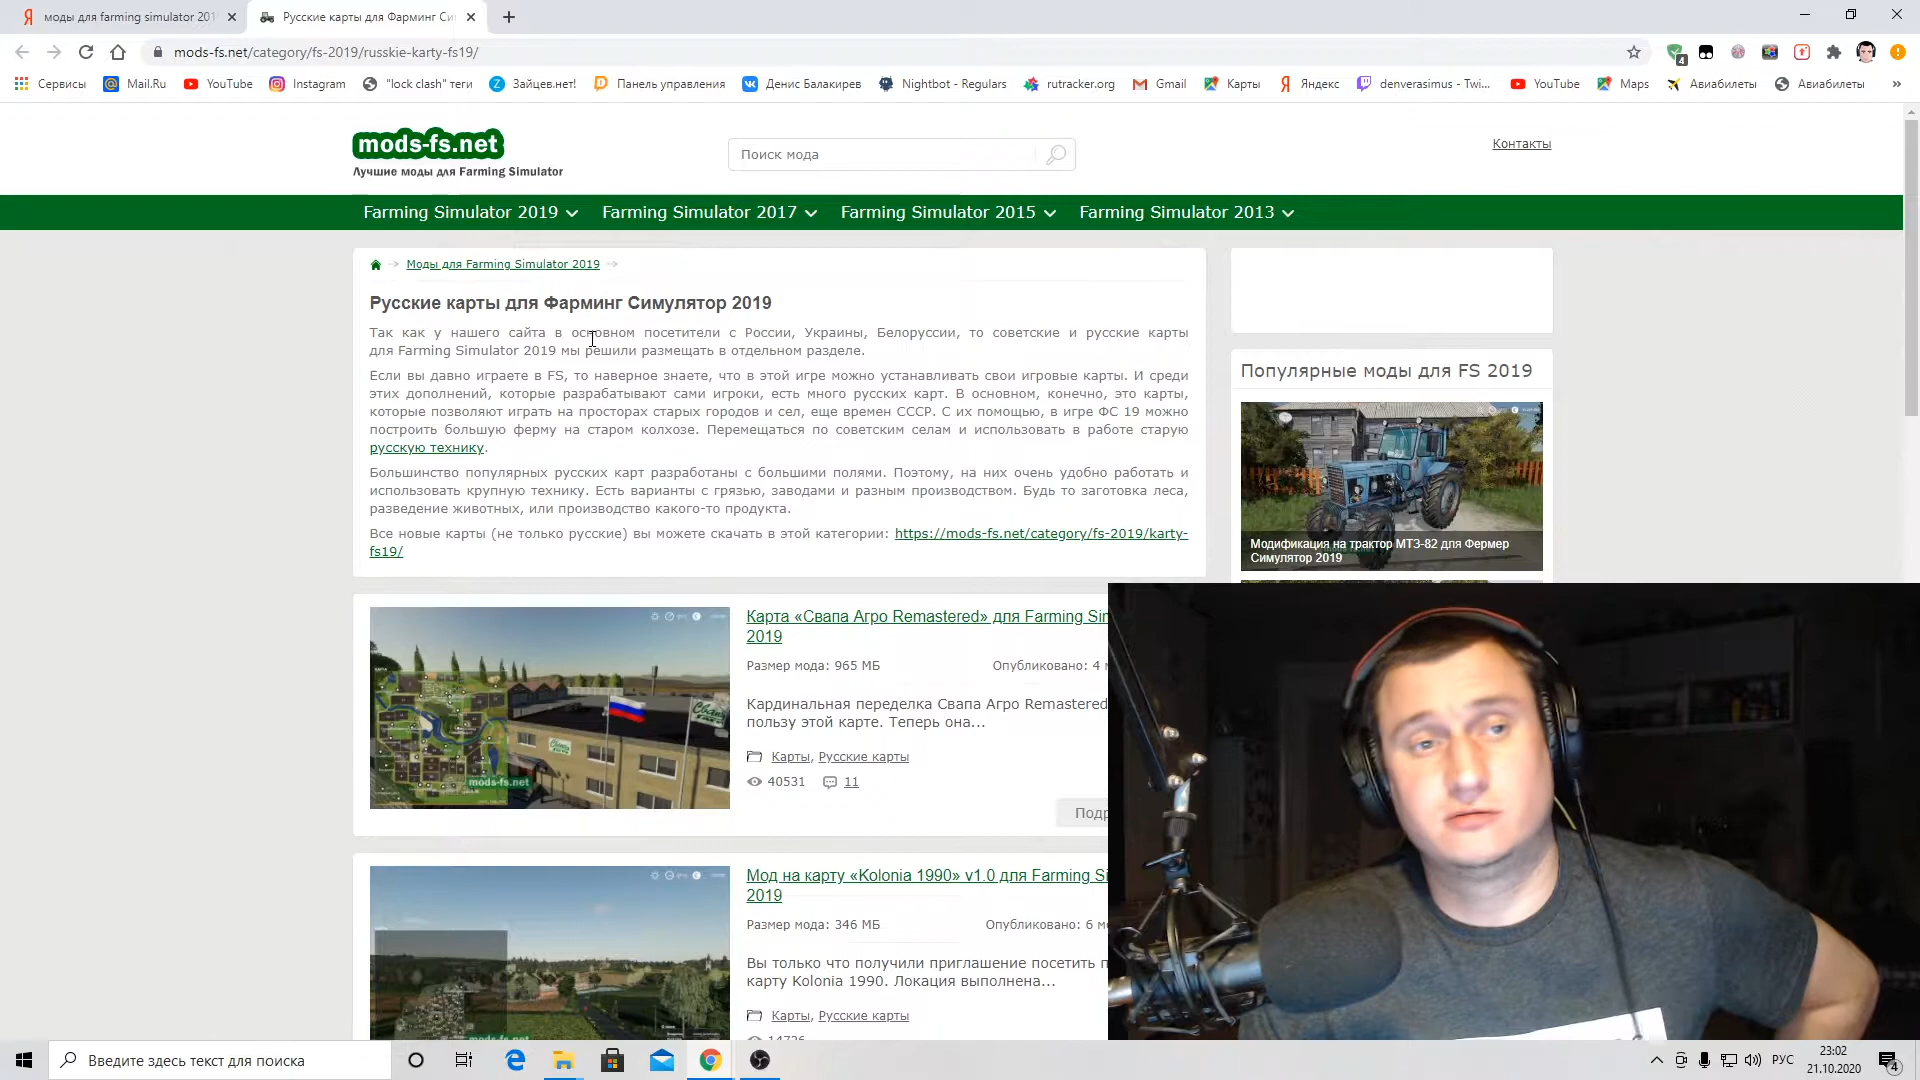 моды для farming simulator 201
Русские карты для Фарминг Си
mods-fs.net/category/fs-2019/russkie-karty-fs19/
4
Сервисы
Mail.Ru
YouTube
Instagram
"lock clash" теги
Зайцев.нет!
Панель управления
Денис Балакирев
Nightbot - Regulars
rutracker.org
Gmail
Карты
Яндекс
denverasimus - Twi...
YouTube
Maps
Авиабилеты
Авиабилеты
»
mods-fs.net
Лучшие моды для Farming Simulator
Поиск мода
Контакты
Farming Simulator 2019
Farming Simulator 2017
Farming Simulator 2015
Farming Simulator 2013
Моды для Farming Simulator 2019
Русские карты для Фарминг Симулятор 2019
Так как у нашего сайта в основном посетители с России, Украины, Белоруссии, то советские и русские карты
для Farming Simulator 2019 мы решили размещать в отдельном разделе.
Если вы давно играете в FS, то наверное знаете, что в этой игре можно устанавливать свои игровые карты. И среди
этих дополнений, которые разрабатывают сами игроки, есть много русских карт. В основном, конечно, это карты,
которые позволяют играть на просторах старых городов и сел, еще времен СССР. С их помощью, в игре ФС 19 можно
построить большую ферму на старом колхозе. Перемещаться по советским селам и использовать в работе старую
русскую технику.
Большинство популярных русских карт разработаны с большими полями. Поэтому, на них очень удобно работать и
использовать крупную технику. Есть варианты с грязью, заводами и разным производством. Будь то заготовка леса,
разведение животных, или производство какого-то продукта.
Все новые карты (не только русские) вы можете скачать в этой категории: https://mods-fs.net/category/fs-2019/karty-
fs19/
Популярные моды для FS 2019
Модификация на трактор МТЗ-82 для Фермер
Симулятор 2019
mods-fs.net
Карта «Свапа Агро Remastered» для Farming Sim
2019
Размер мода: 965 МБ
Опубликовано: 4
Кардинальная переделка Свапа Агро Remastered
пользу этой карте. Теперь она...
Карты, Русские карты
40531
11
Подр
Мод на карту «Kolonia 1990» v1.0 для Farming Si
2019
Размер мода: 346 МБ
Опубликовано: 6 м
Вы только что получили приглашение посетить п
карту Kolonia 1990. Локация выполнена...
Карты, Русские карты
Введите здесь текст для поиска
РУС
23:02
21.10.2020
4